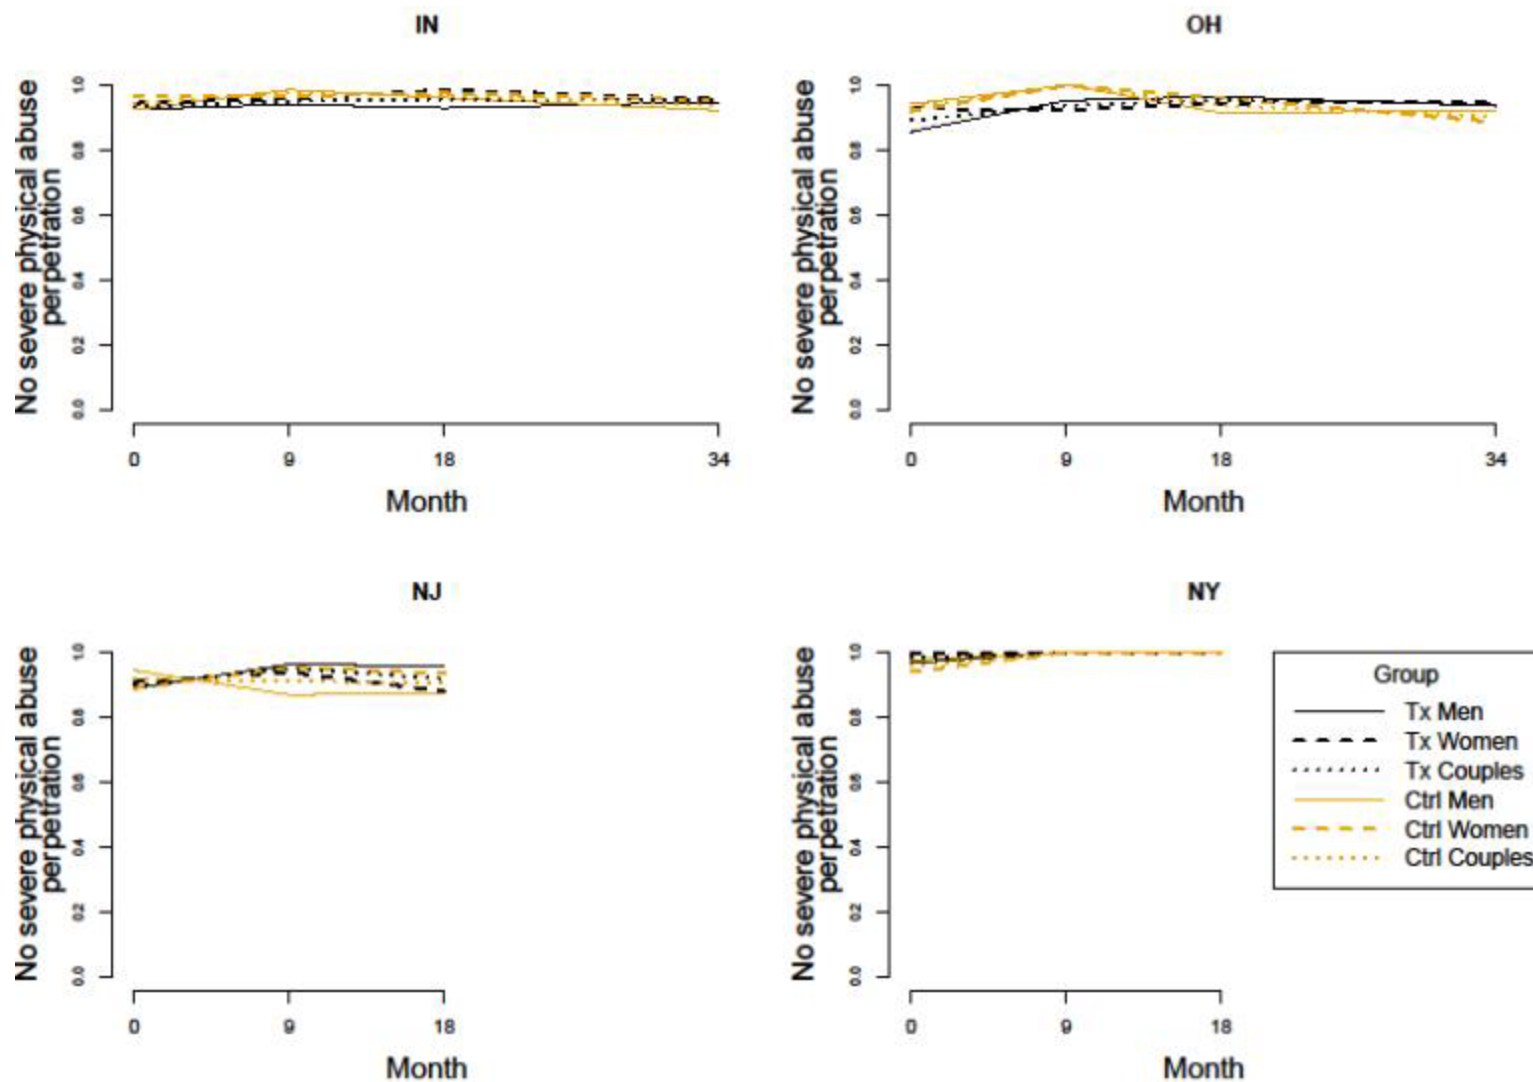 IN
No severe physical abuse
perpetration
1.0
0.8
0.6
0.4
0.2
0.0
0 9 18 34
Month
OH
No severe physical abuse
perpetration
1.0
0.8
0.6
0.4
0.2
0.0
0 9 18 34
Month
NJ
No severe physical abuse
perpetration
1.0
0.8
0.6
0.4
0.2
0.0
0 9 18
Month
NY
No severe physical abuse
perpetration
1.0
0.8
0.6
0.4
0.2
0.0
0 9 18
Month
Group
Tx Men
Tx Women
Tx Couples
Ctrl Men
Ctrl Women
Ctrl Couples